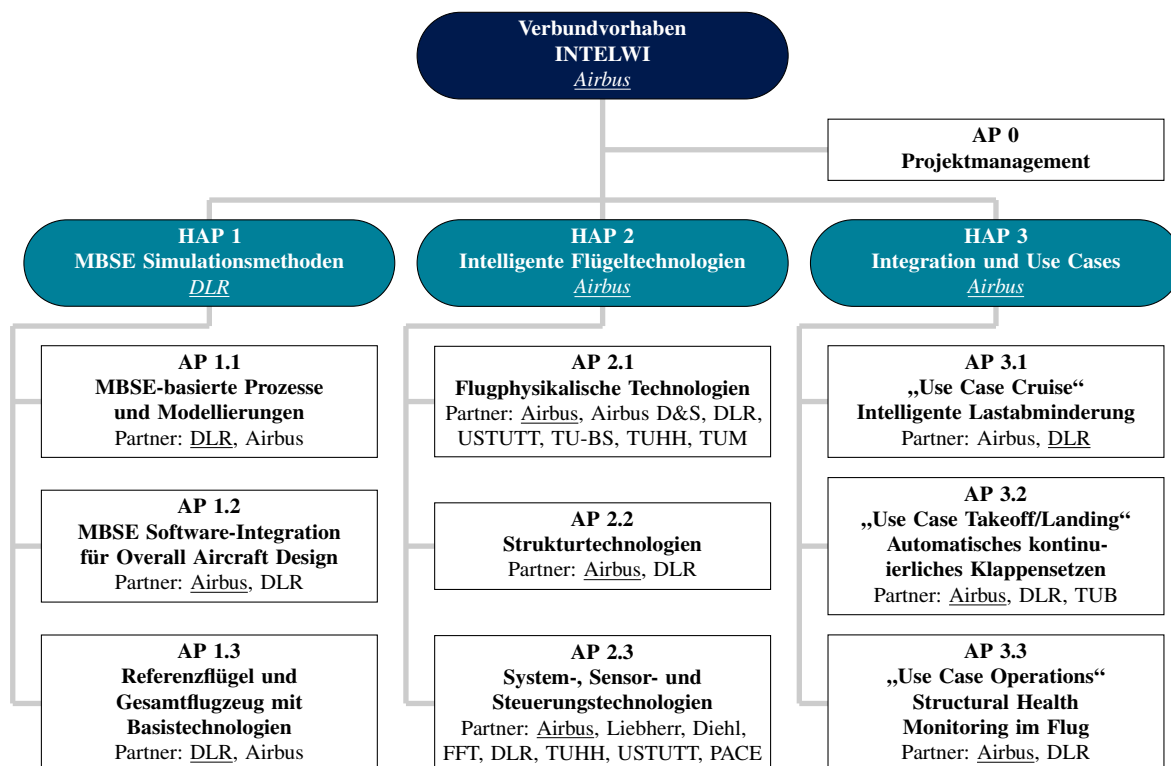 Verbundvorhaben
INTELWI
Airbus
AP 0
Projektmanagement
HAP 1
MBSE Simulationsmethoden
DLR
HAP 2
Intelligente Flügeltechnologien
Airbus
HAP 3
Integration und Use Cases
Airbus
AP 1.1
MBSE-basierte Prozesse
und Modellierungen
Partner: DLR, Airbus
AP 1.2
MBSE Software-Integration
für Overall Aircraft Design
Partner: Airbus, DLR
AP 1.3
Referenzflügel und
Gesamtflugzeug mit
Basistechnologien
Partner: DLR, Airbus
AP 2.1
Flugphysikalische Technologien
Partner: Airbus, Airbus D&S, DLR,
USTUTT, TU-BS, TUHH, TUM
AP 2.2
Strukturtechnologien
Partner: Airbus, DLR
AP 2.3
System-, Sensor- und
Steuerungstechnologien
Partner: Airbus, Liebherr, Diehl,
FFT, DLR, TUHH, USTUTT, PACE
AP 3.1
„Use Case Cruise“
Intelligente Lastabminderung
Partner: Airbus, DLR
AP 3.2
„Use Case Takeoff/Landing“
Automatisches kontinu-
ierliches Klappensetzen
Partner: Airbus, DLR, TUB
AP 3.3
„Use Case Operations“
Structural Health
Monitoring im Flug
Partner: Airbus, DLR